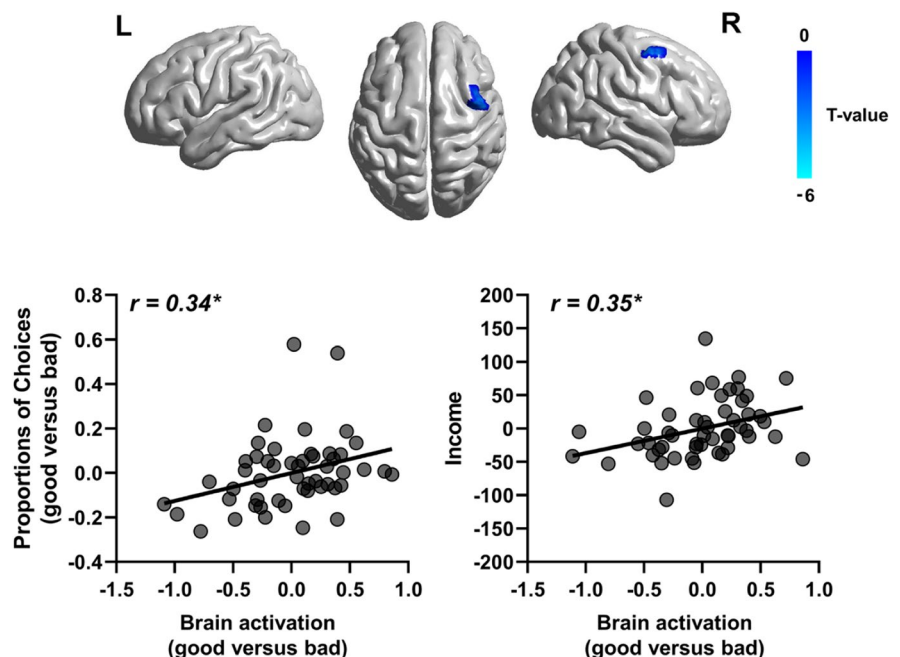 L
R
0
T-value
-6
r = 0.34*
Proportions of Choices
(good versus bad)
0.8
0.6
0.4
0.2
0.0
-0.2
-0.4
-1.5 -1.0 -0.5 0.0 0.5 1.0
Brain activation
(good versus bad)
r = 0.35*
Income
200
150
100
50
0
-50
-100
-150
-200
-1.5 -1.0 -0.5 0.0 0.5 1.0
Brain activation
(good versus bad)